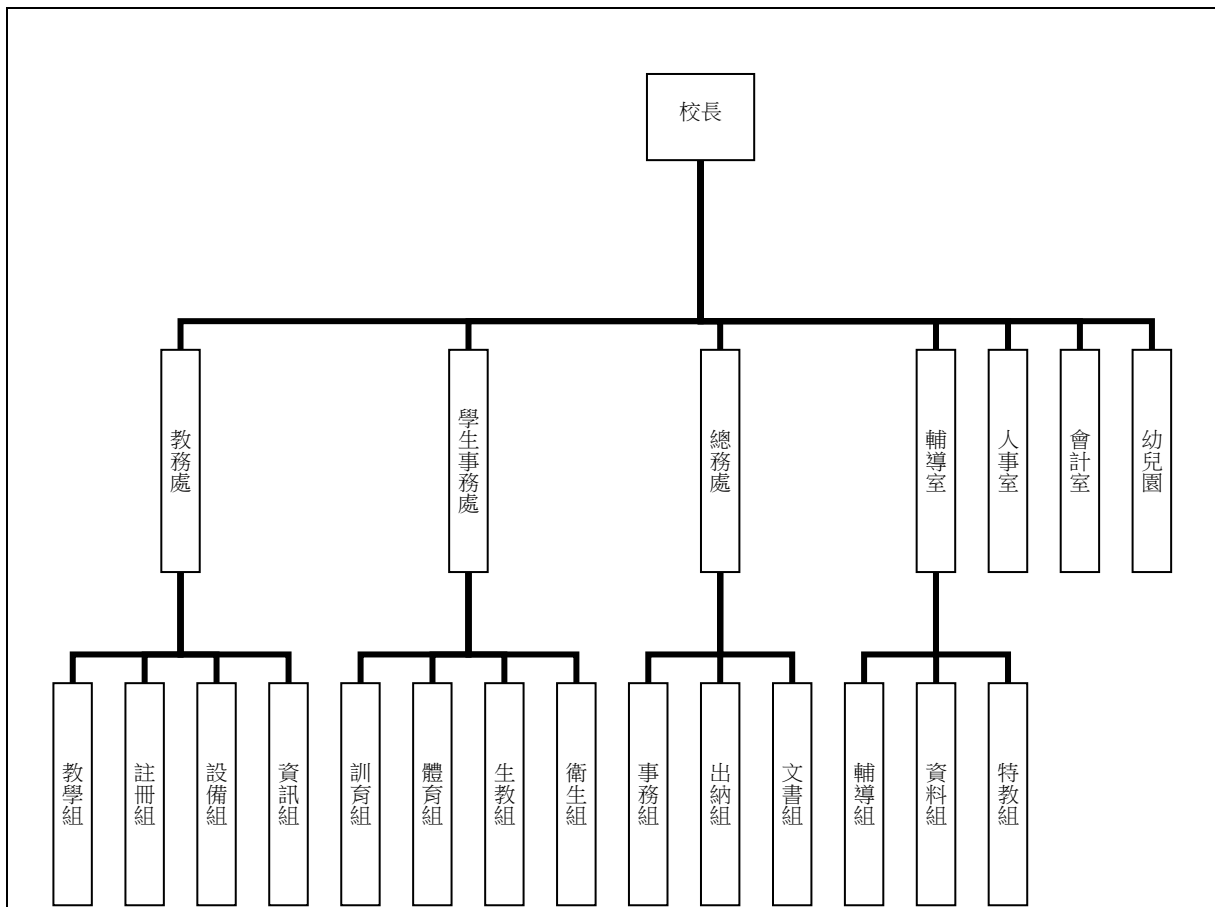 校長
教務處
學生事務處
總務處
輔導室
人事室
會計室
幼兒園
教學組
註冊組
設備組
資訊組
訓育組
體育組
生教組
衛生組
事務組
出納組
文書組
輔導組
資料組
特教組